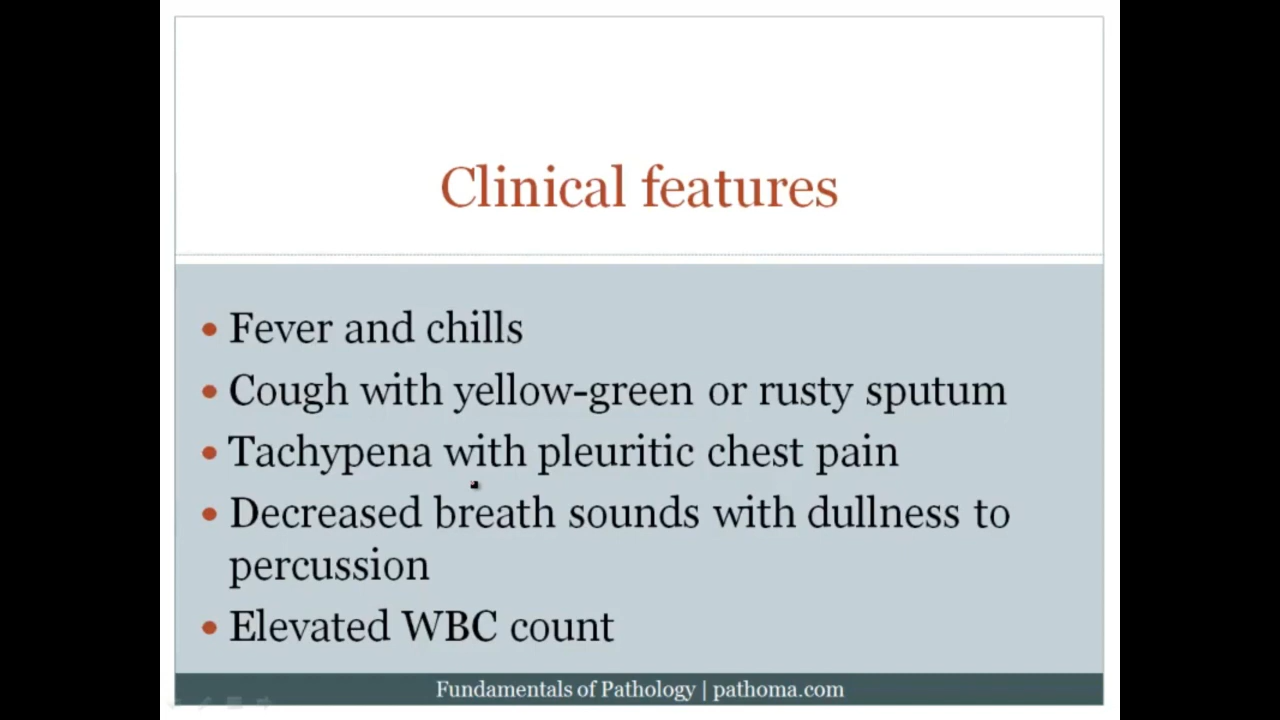 Clinical features
• Fever and chills
• Cough with yellow-green or rusty sputum
• Tachypena with pleuritic chest pain
• Decreased breath sounds with dullness to
percussion
• Elevated WBC count
Fundamentals of Pathology | pathoma.com